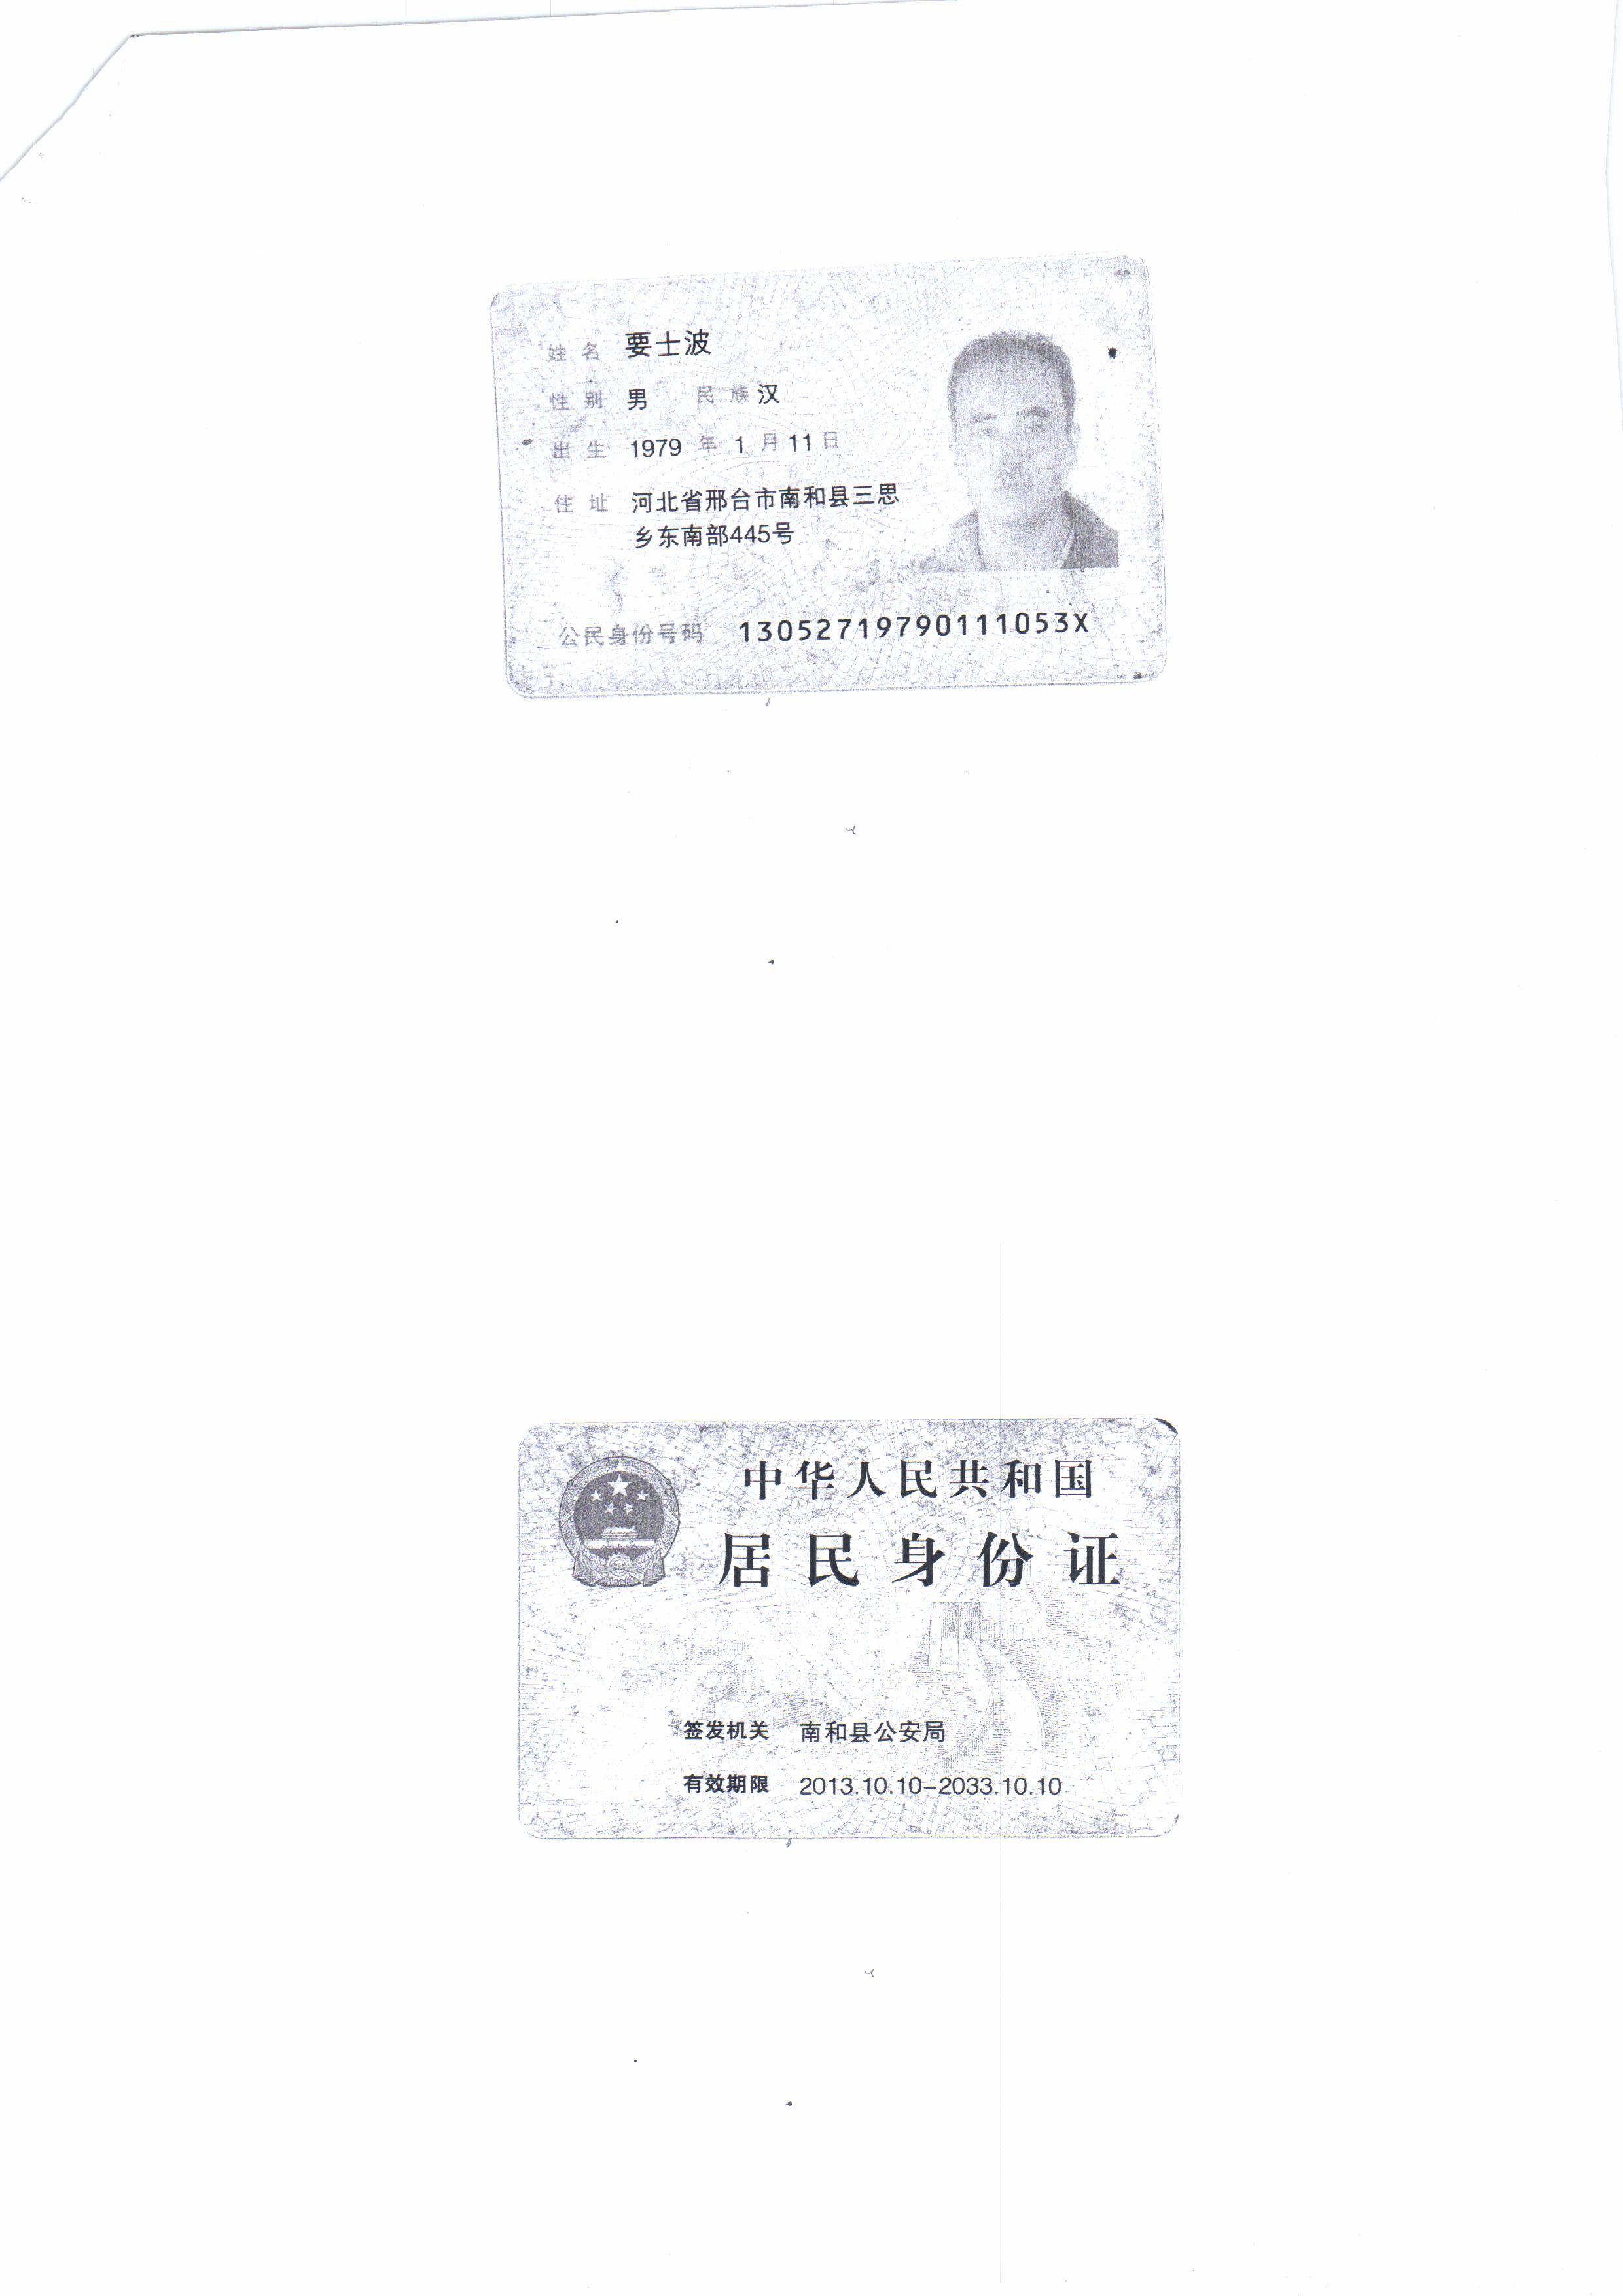 姓名 要士波
性别 男 民族 汉
出生 1979 年 1 月 11 日
住址 河北省邢台市南和县三思
乡东南部445号
公民身份号码 13052719790111053X
中华人民共和国
居民身份证
签发机关 南和县公安局
有效期限 2013.10.10-2033.10.10